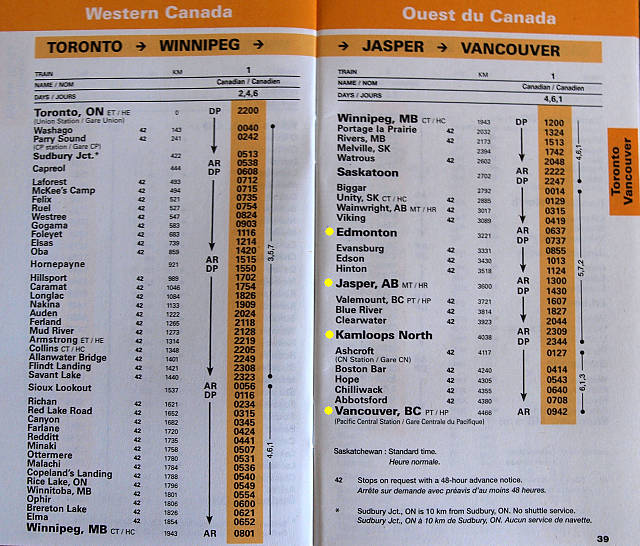 Western Canada
TORONTO → WINNIPEG →
TRAIN KM 1
NAME / NOM Canadian / Canadien
DAYS / JOURS 2,4,6
Toronto, ON ET / HE 0 DP 2200
(Union Station / Gare Union)
Washago 42 143 0040
Parry Sound 42 241 0242
(CP station / Gare CP)
Sudbury Jct.* 422 0513
Capreol 444 AR 0538
DP 0608
Laforest 42 493 0712
McKee's Camp 42 494 0715
Felix 42 521 0735
Ruel 42 527 0754
Westree 42 547 0824
Gogama 42 583 0903
Foleyet 42 683 1116
Elsas 42 739 1214
Oba 42 859 1420
Hornepayne 921 AR 1515
DP 1550
3,5,7
Hillsport 42 989 1702
Caramat 42 1046 1754
Longlac 42 1084 1826
Nakina 42 1133 1909
Auden 42 1222 2024
Ferland 42 1265 2118
Mud River 42 1273 2128
Armstrong ET / HE 42 1314 2219
Collins CT / HC 42 1348 2205
Allanwater Bridge 42 1401 2249
Flindt Landing 42 1421 2308
Savant Lake 42 1440 2323
Sioux Lookout 1537 AR 0056
DP 0116
Richan 42 1621 0234
Red Lake Road 42 1652 0315
Canyon 42 1682 0345
Farlane 42 1720 0424
Redditt 42 1735 0441
Minaki 42 1758 0507
Ottermere 42 1780 0531
Malachi 42 1784 0536
Copeland's Landing 42 1788 0540
Rice Lake, ON 42 1796 0549
Winnitoba, MB 42 1801 0554
Ophir 42 1806 0600
Brereton Lake 42 1826 0621
Elma 42 1854 0652
4,6,1
Winnipeg, MB CT / HC 1943 AR 0801
Ouest du Canada
→ JASPER → VANCOUVER
TRAIN KM 1
NAME / NOM Canadian / Canadien
DAYS / JOURS 4,6,1
Winnipeg, MB CT / HC 1943 DP 1200
Portage la Prairie 42 2032 1324
Rivers, MB 42 2173 1513
Melville, SK 2394 1742
Watrous 42 2602 2048
4,6,1
Saskatoon 2702 AR 2222
DP 2247
Biggar 2792 0014
Unity, SK CT / HC 42 2885 0129
Wainwright, AB MT / HR 42 3017 0315
Viking 42 3089 0419
Edmonton 3221 AR 0637
DP 0737
Evansburg 42 3331 0855
Edson 42 3430 1013
Hinton 42 3518 1124
5,7,2
Jasper, AB MT / HR 3600 AR 1300
DP 1430
Valemount, BC PT / HP 42 3721 1607
Blue River 42 3814 1827
Clearwater 42 3923 2044
Kamloops North 4038 AR 2309
DP 2344
Ashcroft 42 4117 0127
(CN Station / Gare CN)
Boston Bar 42 4240 0414
Hope 42 4305 0543
Chilliwack 42 4355 0640
Abbotsford 42 4380 0708
6,1,3
Vancouver, BC PT / HP 4466 AR 0942
(Pacific Central Station / Gare Centrale du Pacifique)
Toronto
Vancouver
Saskatchewan : Standard time.
Heure normale.
42 Stops on request with a 48-hour advance notice.
Arrête sur demande avec préavis d'au moins 48 heures.
* Sudbury Jct., ON is 10 km from Sudbury, ON. No shuttle service.
Sudbury Jct., ON à 10 km de Sudbury, ON. Aucun service de navette.
39